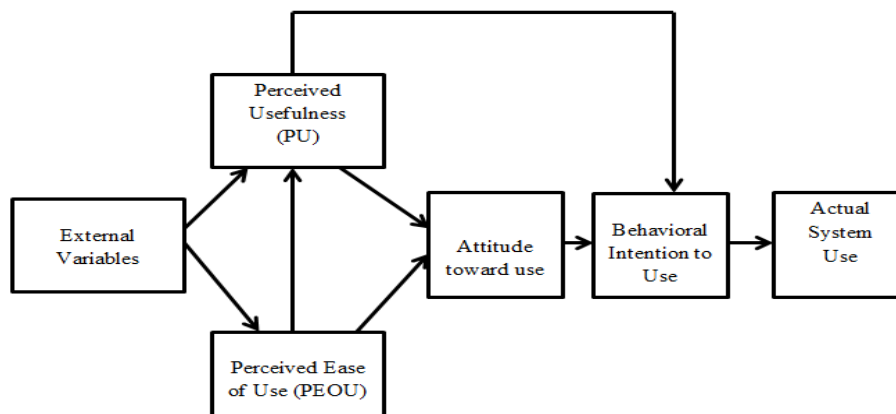 Perceived
Usefulness
(PU)
External
Variables
Perceived Ease
of Use (PEOU)
Attitude
toward use
Behavioral
Intention to
Use
Actual
System
Use